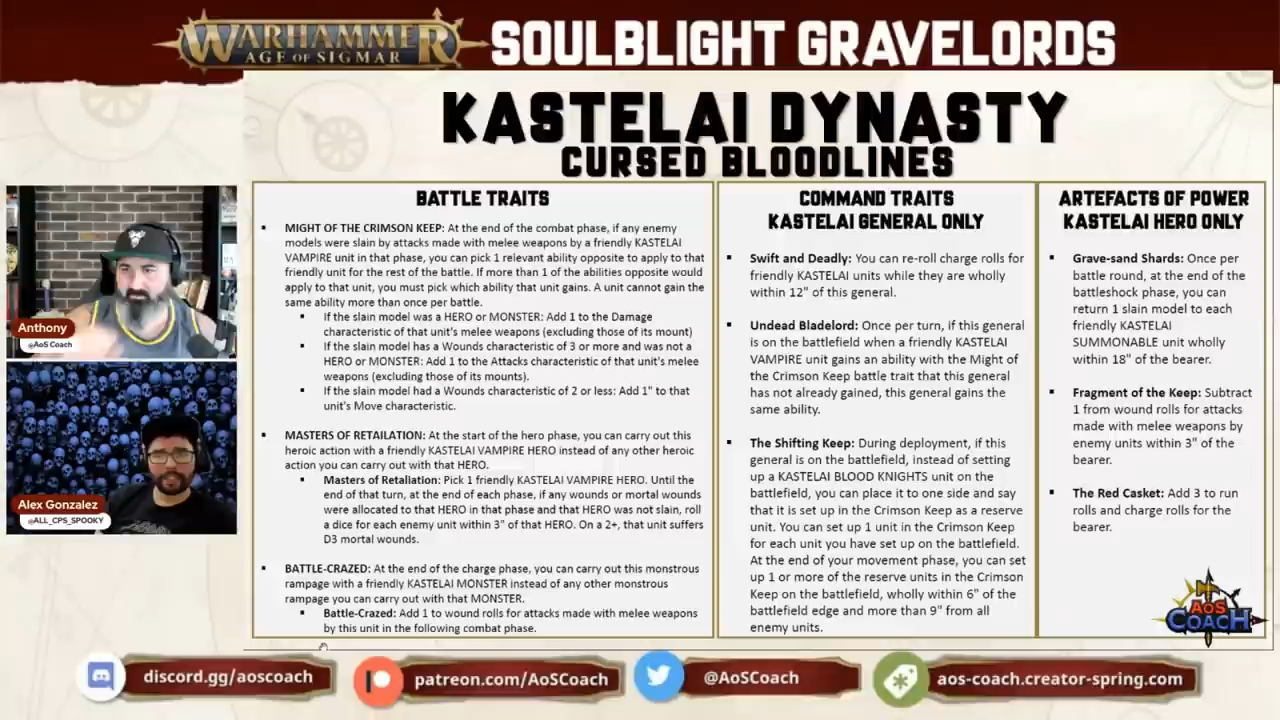 WARHAMMER
AGE OF SIGMAR
SOULBLIGHT GRAVELORDS
KASTELAI DYNASTY
CURSED BLOODLINES
BATTLE TRAITS
MIGHT OF THE CRIMSON KEEP: At the end of the combat phase, if any enemy
models were slain by attacks made with melee weapons by a friendly KASTELAI
VAMPIRE unit in that phase, you can pick 1 relevant ability opposite to apply to that
friendly unit for the rest of the battle. If more than 1 of the abilities opposite would
apply to that unit, you must pick which ability that unit gains. A unit cannot gain the
same ability more than once per battle.
If the slain model was a HERO or MONSTER: Add 1 to the Damage
characteristic of that unit's melee weapons (excluding those of its mount)
If the slain model has a Wounds characteristic of 3 or more and was not a
HERO or MONSTER: Add 1 to the Attacks characteristic of that unit's melee
weapons (excluding those of its mounts).
If the slain model had a Wounds characteristic of 2 or less: Add 1" to that
unit's Move characteristic.
MASTERS OF RETAILATION: At the start of the hero phase, you can carry out this
heroic action with a friendly KASTELAI VAMPIRE HERO instead of any other heroic
action you can carry out with that HERO.
Masters of Retaliation: Pick 1 friendly KASTELAI VAMPIRE HERO. Until the
end of that turn, at the end of each phase, if any wounds or mortal wounds
were allocated to that HERO in that phase and that HERO was not slain, roll
a dice for each enemy unit within 3" of that HERO. On a 2+, that unit suffers
D3 mortal wounds.
BATTLE-CRAZED: At the end of the charge phase, you can carry out this monstrous
rampage with a friendly KASTELAI MONSTER instead of any other monstrous
rampage you can carry out with that MONSTER.
Battle-Crazed: Add 1 to wound rolls for attacks made with melee weapons
by this unit in the following combat phase.
COMMAND TRAITS
KASTELAI GENERAL ONLY
Swift and Deadly: You can re-roll charge rolls for
friendly KASTELAI units while they are wholly
within 12" of this general.
Undead Bladelord: Once per turn, if this general
is on the battlefield when a friendly KASTELAI
VAMPIRE unit gains an ability with the Might of
the Crimson Keep battle trait that this general
has not already gained, this general gains the
same ability.
The Shifting Keep: During deployment, if this
general is on the battlefield, instead of setting
up a KASTELAI BLOOD KNIGHTS unit on the
battlefield, you can place it to one side and say
that it is set up in the Crimson Keep as a reserve
unit. You can set up 1 unit in the Crimson Keep
for each unit you have set up on the battlefield.
At the end of your movement phase, you can set
up 1 or more of the reserve units in the Crimson
Keep on the battlefield, wholly within 6" of the
battlefield edge and more than 9" from all
enemy units.
ARTEFACTS OF POWER
KASTELAI HERO ONLY
Grave-sand Shards: Once per
battle round, at the end of the
battleshock phase, you can
return 1 slain model to each
friendly KASTELAI
SUMMONABLE unit wholly
within 18" of the bearer.
Fragment of the Keep: Subtract
1 from wound rolls for attacks
made with melee weapons by
enemy units within 3" of the
bearer.
The Red Casket: Add 3 to run
rolls and charge rolls for the
bearer.
Anthony
@AoS Coach
Alex Gonzalez
@ALL_CPS_SPOOKY
AoS
COACH
discord.gg/aoscoach
patreon.com/AoSCoach
@AoSCoach
aos-coach.creator-spring.com